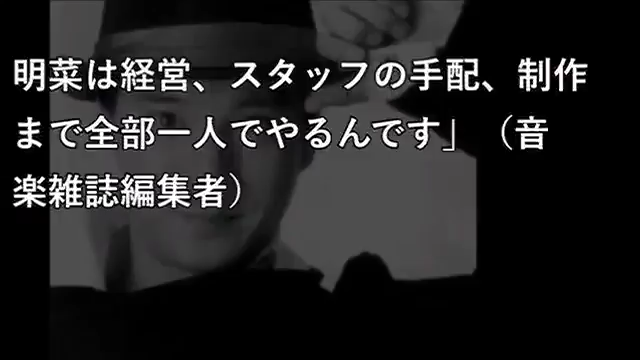 明菜は経営、スタッフの手配、制作
まで全部一人でやるんです」（音
楽雑誌編集者）